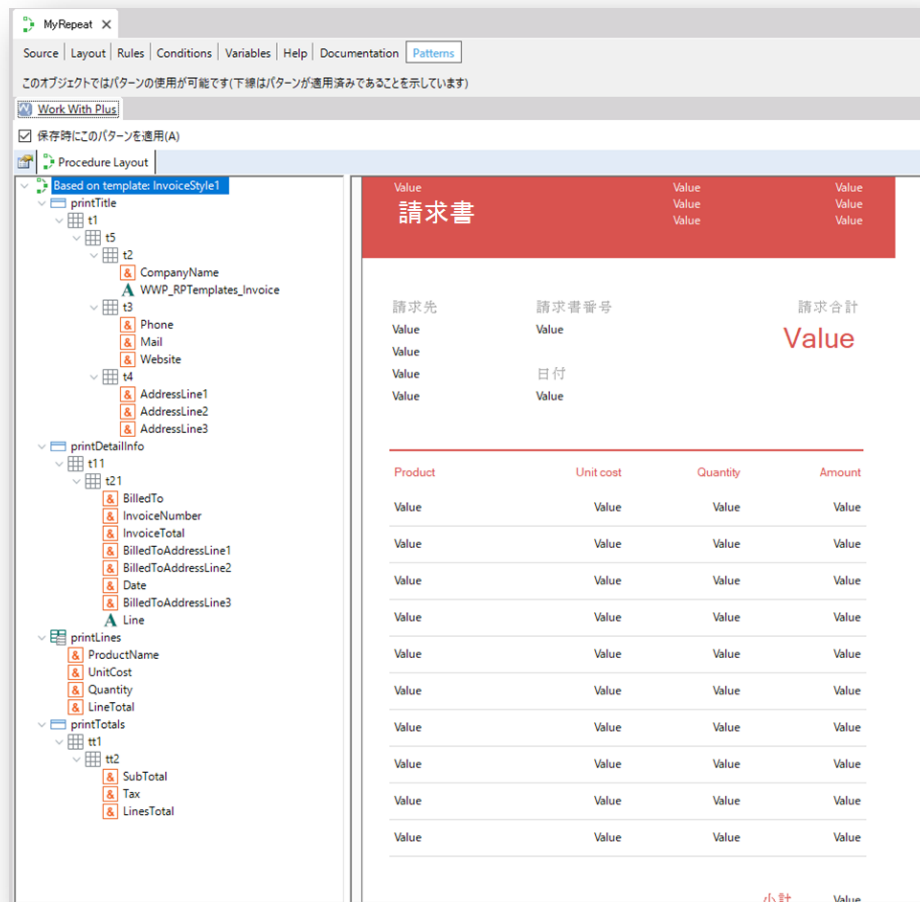 MyRepeat
Source Layout Rules Conditions Variables Help Documentation Patterns
このオブジェクトではパターンの使用が可能です(下線はパターンが適用済みであることを示しています)
Work With Plus
保存時にこのパターンを適用(A)
Procedure Layout
Based on template: InvoiceStyle1
printTitle
t1
t5
t2
CompanyName
WWP_RPTemplates_Invoice
t3
Phone
Mail
Website
t4
AddressLine1
AddressLine2
AddressLine3
printDetailInfo
t11
t21
BilledTo
InvoiceNumber
InvoiceTotal
BilledToAddressLine1
BilledToAddressLine2
Date
BilledToAddressLine3
Line
printLines
ProductName
UnitCost
Quantity
LineTotal
printTotals
tt1
tt2
SubTotal
Tax
LinesTotal
Value Value Value
請求書 Value Value
Value Value
請求先 請求書番号 請求合計
Value Value Value
Value
Value 日付
Value Value
Product Unit cost Quantity Amount
Value Value Value Value
Value Value Value Value
Value Value Value Value
Value Value Value Value
Value Value Value Value
Value Value Value Value
Value Value Value Value
Value Value Value Value
Value Value Value Value
Value Value Value Value
小計 Value